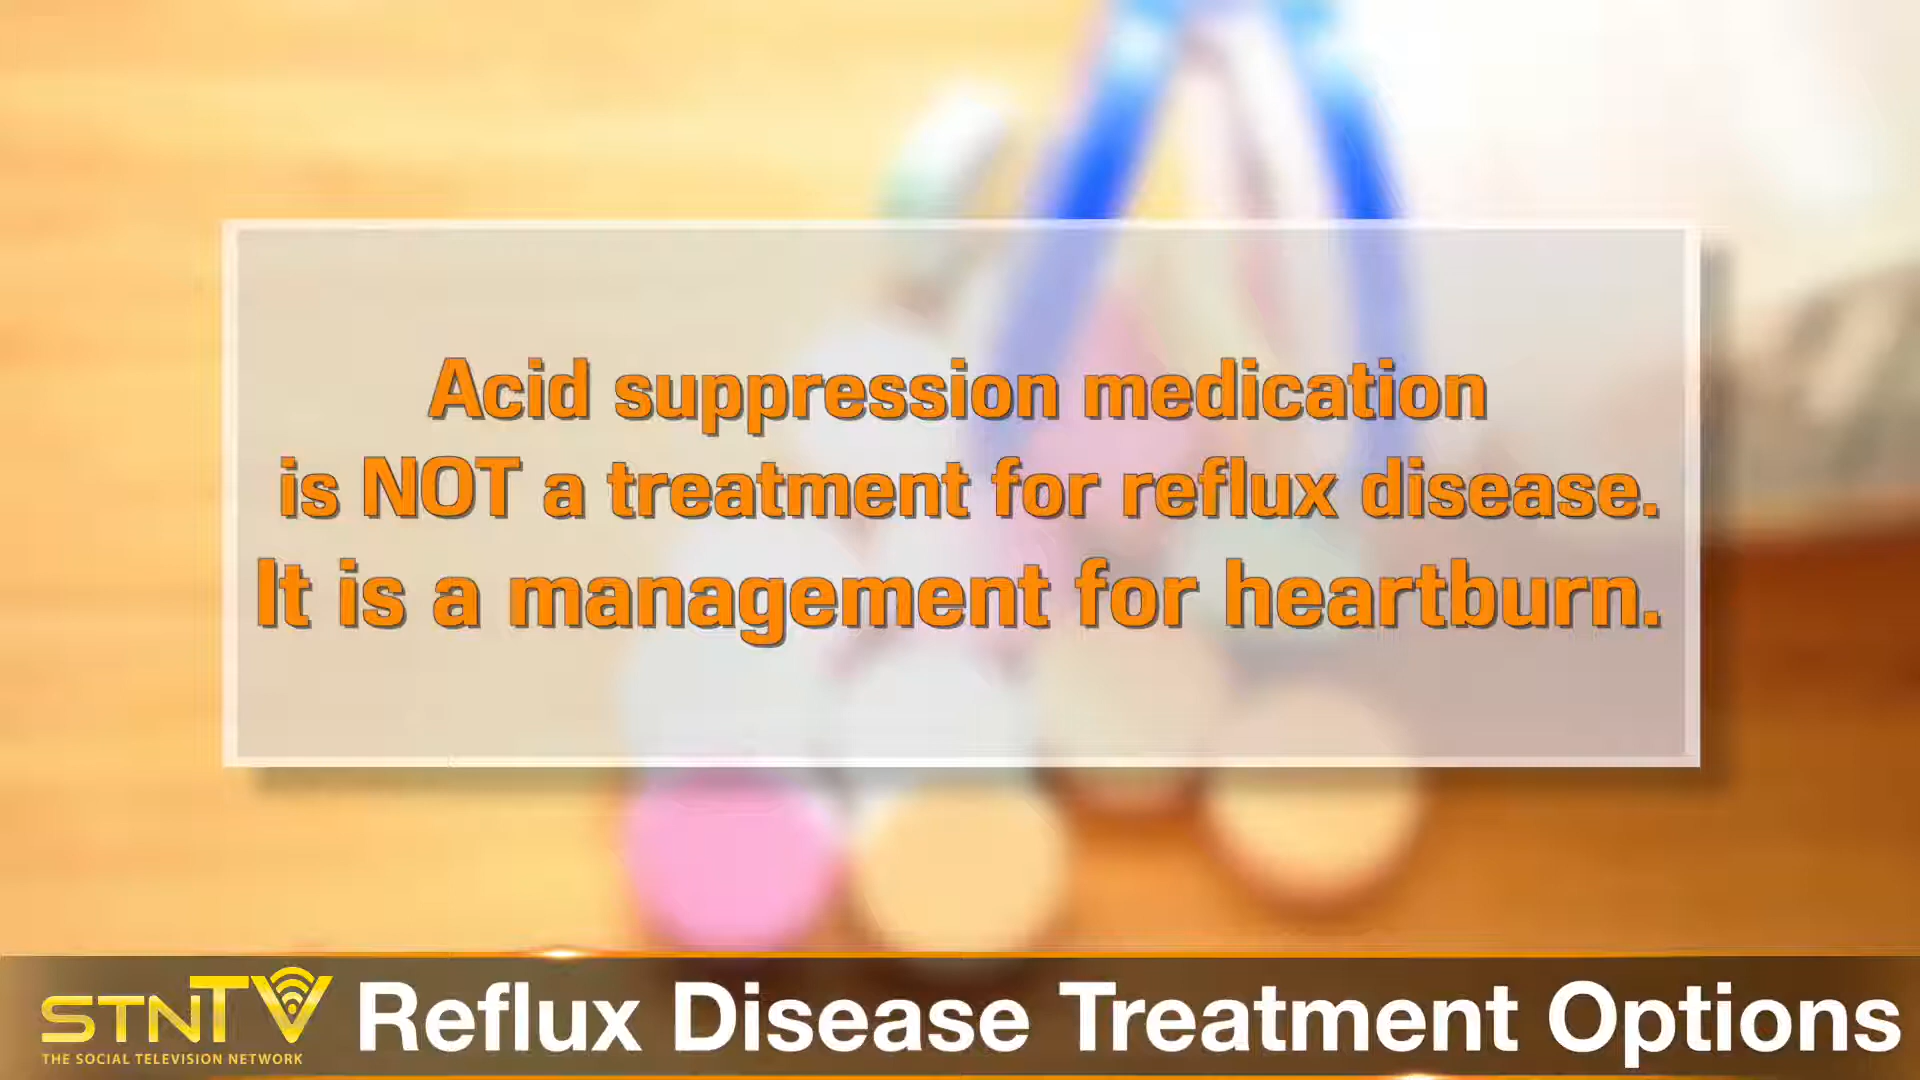 Acid suppression medication
is NOT a treatment for reflux disease.
It is a management for heartburn.
STNTV
THE SOCIAL TELEVISION NETWORK
Reflux Disease Treatment Options